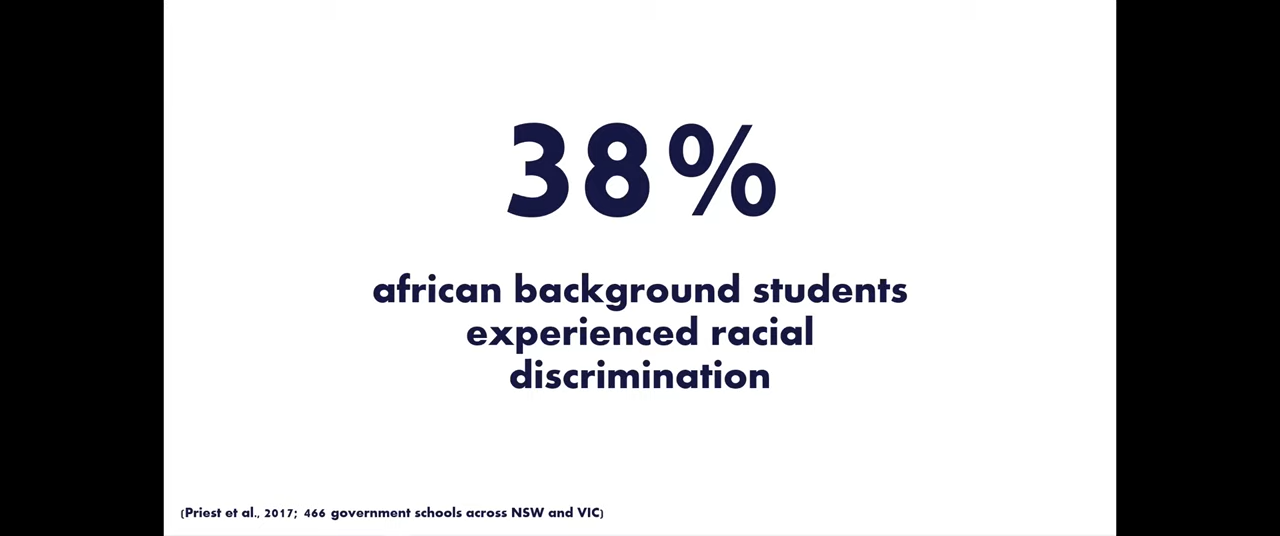 38%
african background students
experienced racial
discrimination
(Priest et al., 2017; 466 government schools across NSW and VIC)